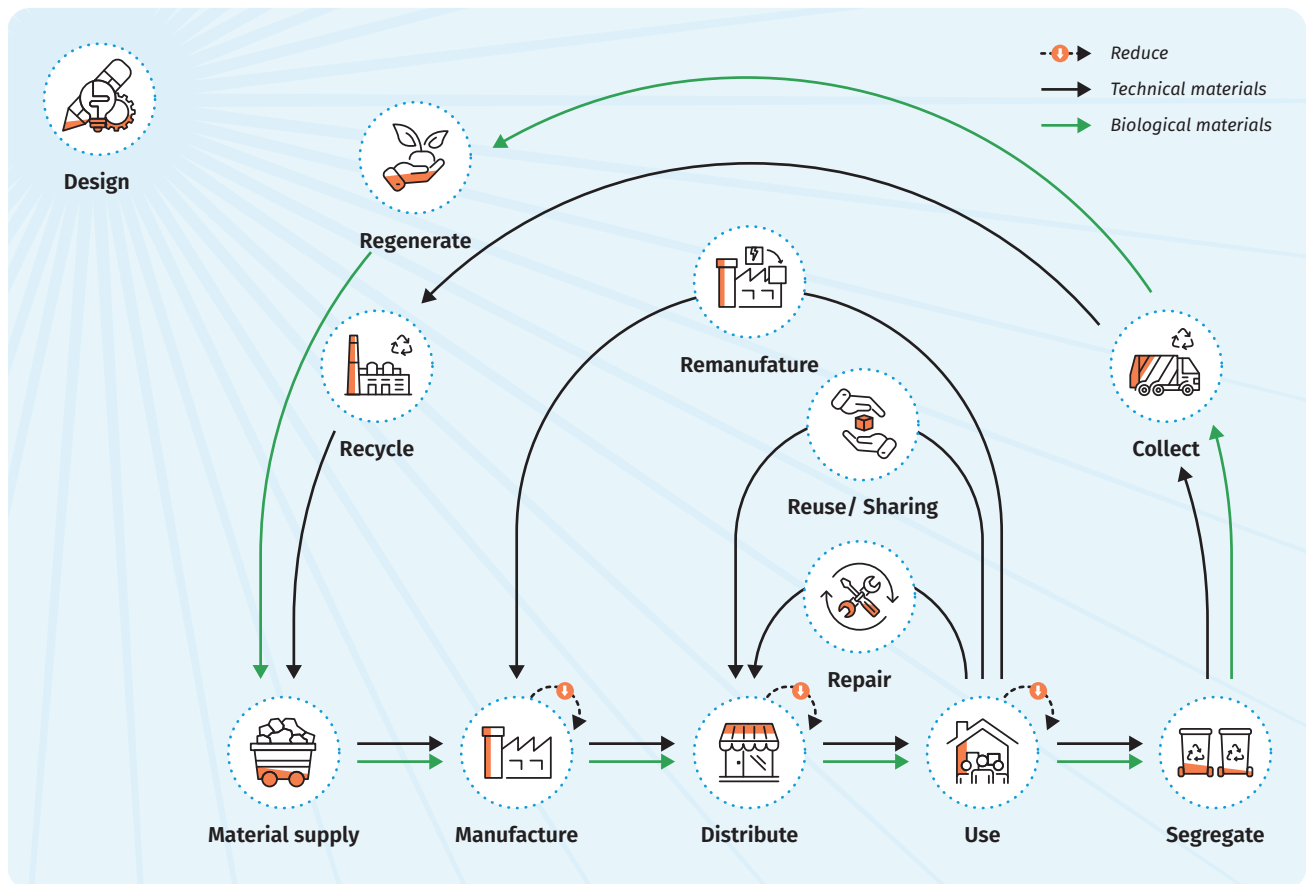 Reduce
Technical materials
Biological materials
Design
Regenerate
Remanufature
Recycle
Collect
Reuse/ Sharing
Repair
Material supply
Manufacture
Distribute
Use
Segregate